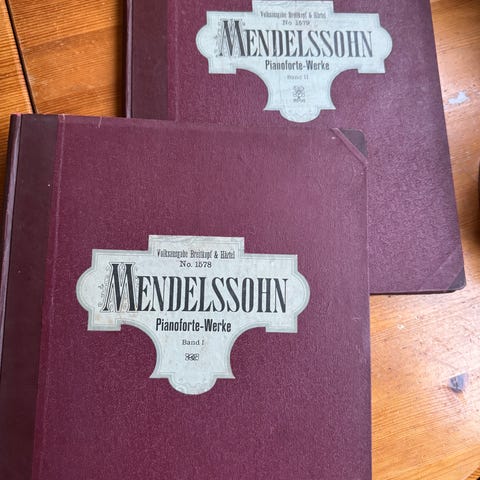 Volksausgabe Breitkopf & Härtel
No. 1579
MENDELSSOHN
Pianoforte-Werke
Band II
Volksausgabe Breitkopf & Härtel
No. 1578
MENDELSSOHN
Pianoforte-Werke
Band I